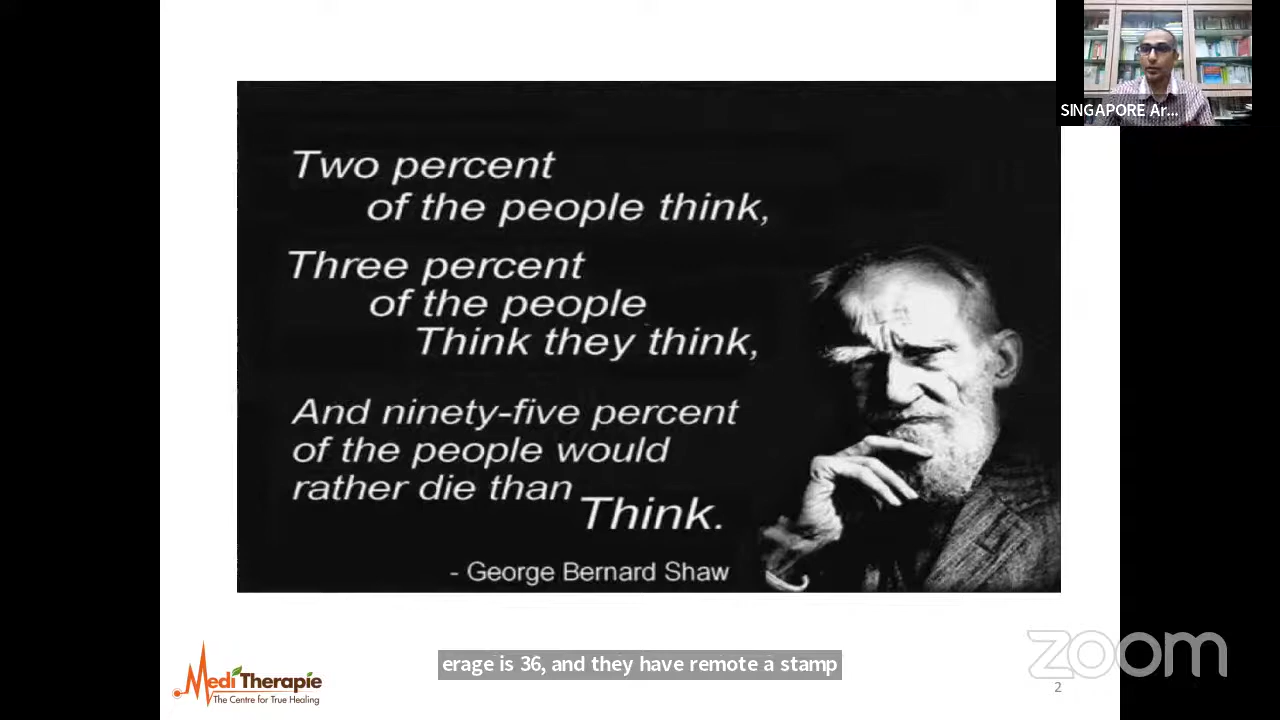 SINGAPORE Ar...
Two percent
of the people think,
Three percent
of the people
Think they think,
And ninety-five percent
of the people would
rather die than
Think.
- George Bernard Shaw
Medi Therapie
The Centre for True Healing
erage is 36, and they have remote a stamp
zoom
2